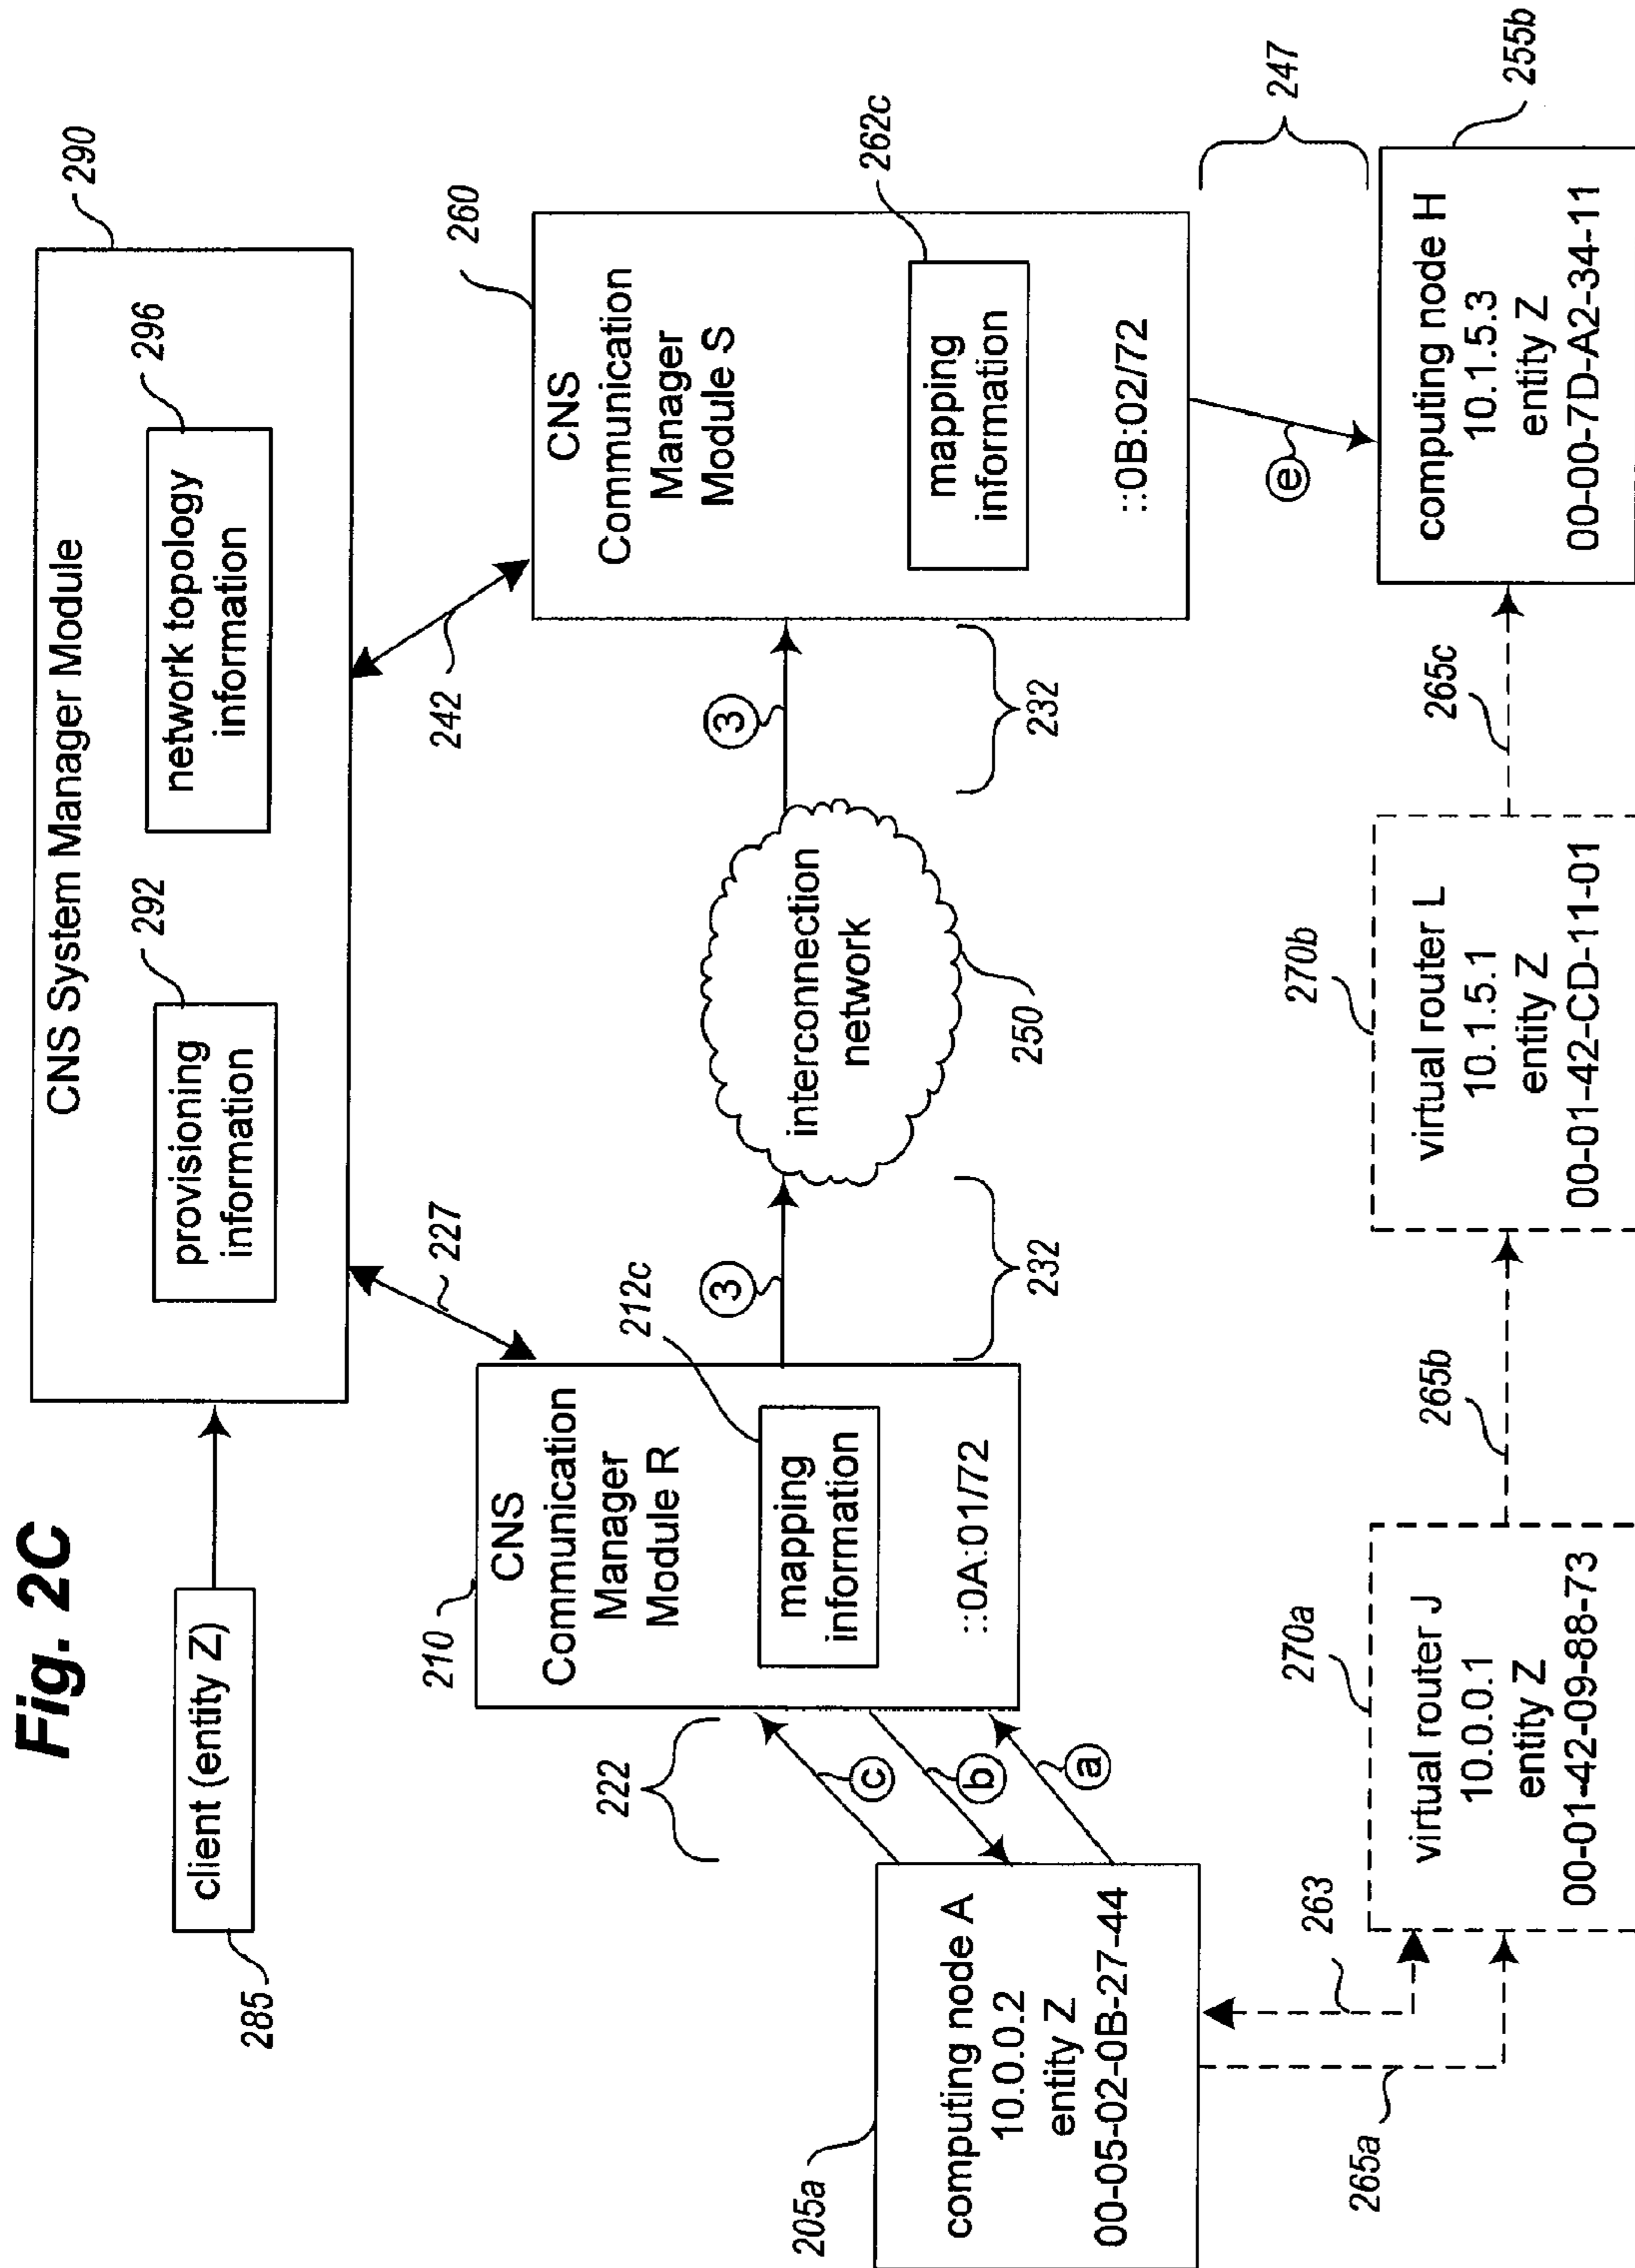 Fig. 2C
285
client (entity Z)
290
CNS System Manager Module
292
provisioning
information
296
network topology
information
227
242
210
CNS
Communication
Manager
Module R
212c
mapping
information
::0A:01/72
260
CNS
Communication
Manager
Module S
262c
mapping
information
::0B:02/72
222
c
b
a
3
232
interconnection
network
250
3
232
e
247
205a
computing node A
10.0.0.2
entity Z
00-05-02-0B-27-44
263
265a
270a
virtual router J
10.0.0.1
entity Z
00-01-42-09-88-73
265b
270b
virtual router L
10.1.5.1
entity Z
00-01-42-CD-11-01
265c
computing node H
10.1.5.3
entity Z
00-00-7D-A2-34-11
255b